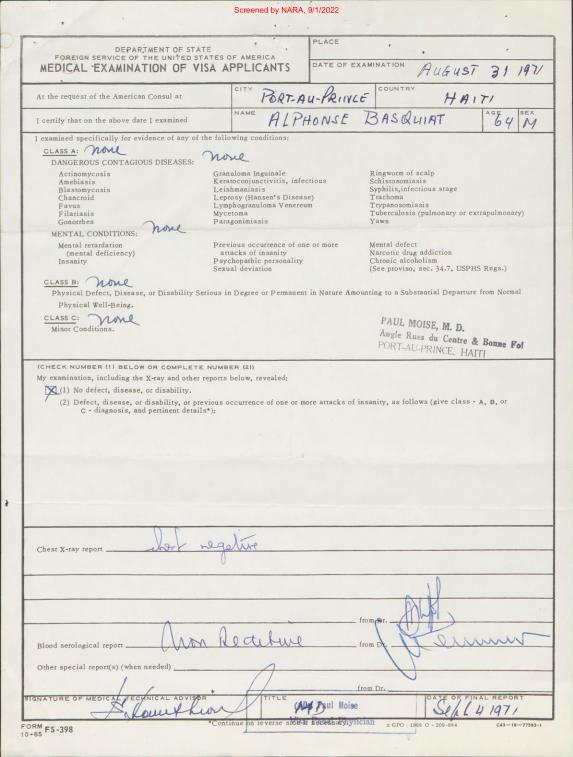 Screened by NARA, 9/1/2022
DEPARTMENT OF STATE
FOREIGN SERVICE OF THE UNITED STATES OF AMERICA
MEDICAL EXAMINATION OF VISA APPLICANTS
PLACE
DATE OF EXAMINATION AUGUST 31 1971
At the request of the American Consul at
CITY PORT-AU-PRINCE
COUNTRY HAITI
I certify that on the above date I examined
NAME ALPHONSE BASQUIAT
AGE 64
SEX M
I examined specifically for evidence of any of the following conditions:
CLASS A: None
DANGEROUS CONTAGIOUS DISEASES: None
Actinomycosis
Amebiasis
Blastomycosis
Chancroid
Favus
Filariasis
Gonorrhea
Granuloma Inguinale
Keratoconjunctivitis, infectious
Leishmaniasis
Leprosy (Hansen's Disease)
Lymphogranuloma Venereum
Mycetoma
Paragonimiasis
Ringworm of scalp
Schistosomiasis
Syphilis, infectious stage
Trachoma
Trypanosomiasis
Tuberculosis (pulmonary or extrapulmonary)
Yaws
MENTAL CONDITIONS: None
Mental retardation
(mental deficiency)
Insanity
Previous occurrence of one or more
attacks of insanity
Psychopathic personality
Sexual deviation
Mental defect
Narcotic drug addiction
Chronic alcoholism
(See proviso, sec. 34.7, USPHS Regs.)
CLASS B: None
Physical Defect, Disease, or Disability Serious in Degree or Permanent in Nature Amounting to a Substantial Departure from Normal
Physical Well-Being.
CLASS C: None
Minor Conditions.
PAUL MOISE, M. D.
Angle Rues du Centre & Bonne Foi
PORT-AU-PRINCE, HAITI
(CHECK NUMBER (1) BELOW OR COMPLETE NUMBER (2))
My examination, including the X-ray and other reports below, revealed:
X (1) No defect, disease, or disability.
(2) Defect, disease, or disability, or previous occurrence of one or more attacks of insanity, as follows (give class - A, B, or
C - diagnosis, and pertinent details*):
Chest X-ray report chest negative
from Dr.
Blood serological report Non Reactive from Dr.
Other special report(s) (when needed)
from Dr.
SIGNATURE OF MEDICAL TECHNICAL ADVISOR
TITLE
Paul Moise
Physician
DATE OF FINAL REPORT
Sept 4 1971
FORM FS-398
10-65
*Continue on reverse side if necessary.